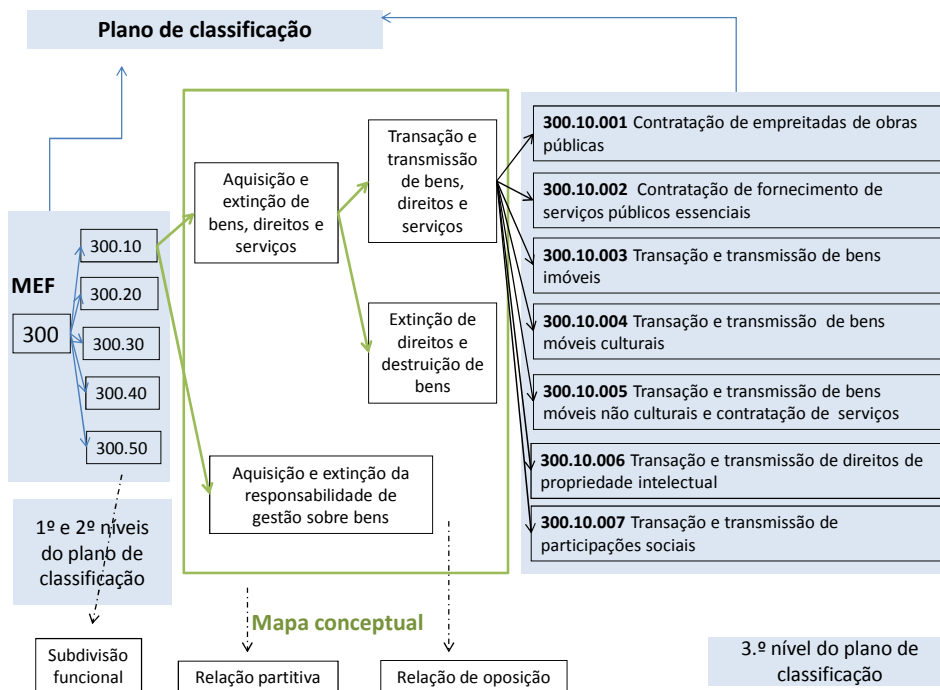 Plano de classificação
MEF
300
300.10
300.20
300.30
300.40
300.50
1º e 2º níveis
do plano de
classificação
Subdivisão
funcional
Aquisição e
extinção de
bens, direitos e
serviços
Transação e
transmissão
de bens,
direitos e
serviços
Extinção de
direitos e
destruição de
bens
Aquisição e extinção da
responsabilidade de
gestão sobre bens
Mapa conceptual
Relação partitiva
Relação de oposição
300.10.001 Contratação de empreitadas de obras
públicas
300.10.002 Contratação de fornecimento de
serviços públicos essenciais
300.10.003 Transação e transmissão de bens
imóveis
300.10.004 Transação e transmissão de bens
móveis culturais
300.10.005 Transação e transmissão de bens
móveis não culturais e contratação de serviços
300.10.006 Transação e transmissão de direitos de
propriedade intelectual
300.10.007 Transação e transmissão de
participações sociais
3.º nível do plano de
classificação